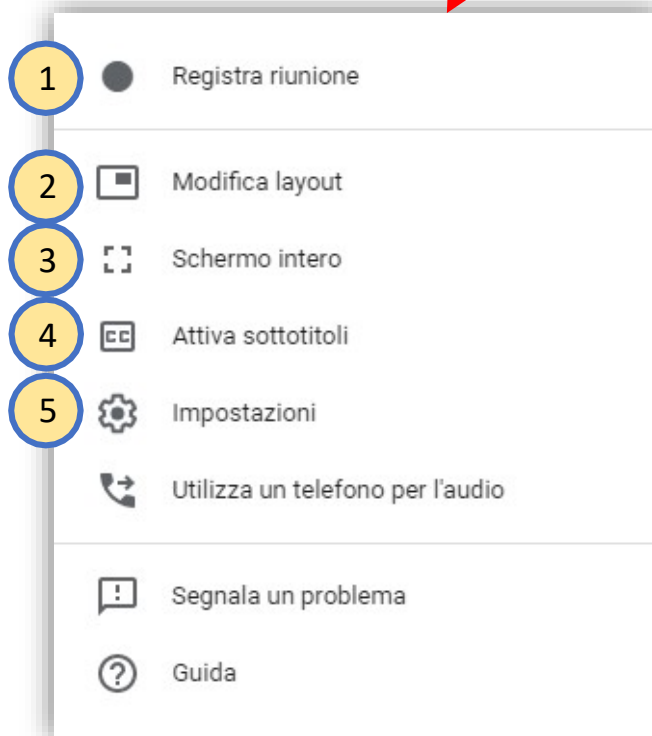 1 Registra riunione
2 Modifica layout
3 Schermo intero
4 CC Attiva sottotitoli
5 Impostazioni
Utilizza un telefono per l'audio
Segnala un problema
Guida